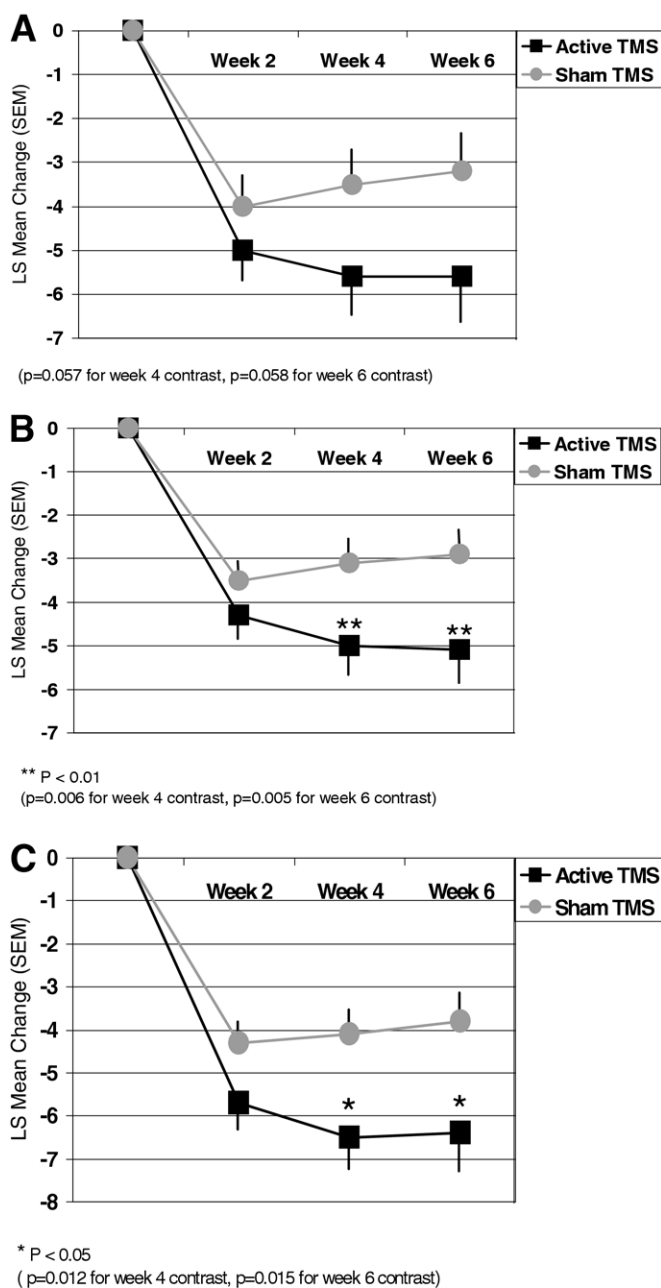 A
0
-1
-2
-3
-4
-5
-6
-7
LS Mean Change (SEM)
Week 2 Week 4 Week 6
Active TMS
Sham TMS
(p=0.057 for week 4 contrast, p=0.058 for week 6 contrast)
B
0
-1
-2
-3
-4
-5
-6
-7
LS Mean Change (SEM)
Week 2 Week 4 Week 6
Active TMS
Sham TMS
** **
** P < 0.01
(p=0.006 for week 4 contrast, p=0.005 for week 6 contrast)
C
0
-1
-2
-3
-4
-5
-6
-7
-8
LS Mean Change (SEM)
Week 2 Week 4 Week 6
Active TMS
Sham TMS
* *
* P < 0.05
( p=0.012 for week 4 contrast, p=0.015 for week 6 contrast)